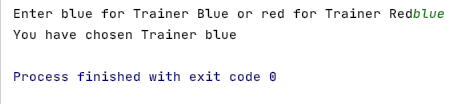 Enter blue for Trainer Blue or red for Trainer Redblue
You have chosen Trainer blue
Process finished with exit code 0